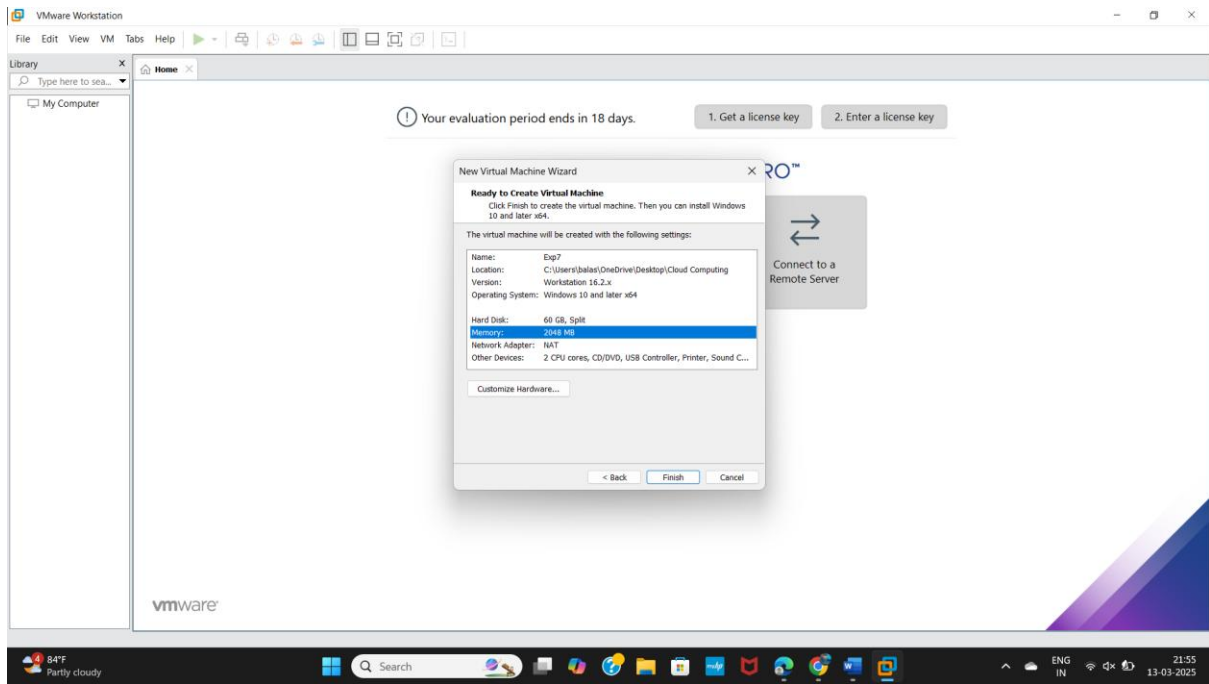 VMware Workstation
File Edit View VM Tabs Help
Library X
Home
Type here to sea...
My Computer
Your evaluation period ends in 18 days.
1. Get a license key
2. Enter a license key
RO™
New Virtual Machine Wizard
Ready to Create Virtual Machine
Click Finish to create the virtual machine. Then you can install Windows
10 and later x64.
The virtual machine will be created with the following settings:
Name: Exp7
Location: C:\Users\balas\OneDrive\Desktop\Cloud Computing
Version: Workstation 16.2.x
Operating System: Windows 10 and later x64
Hard Disk: 60 GB, Split
Memory: 2048 MB
Network Adapter: NAT
Other Devices: 2 CPU cores, CD/DVD, USB Controller, Printer, Sound C...
Customize Hardware...
< Back Finish Cancel
Connect to a
Remote Server
vmware
4
84°F
Partly cloudy
Search
ENG
IN
21:55
13-03-2025